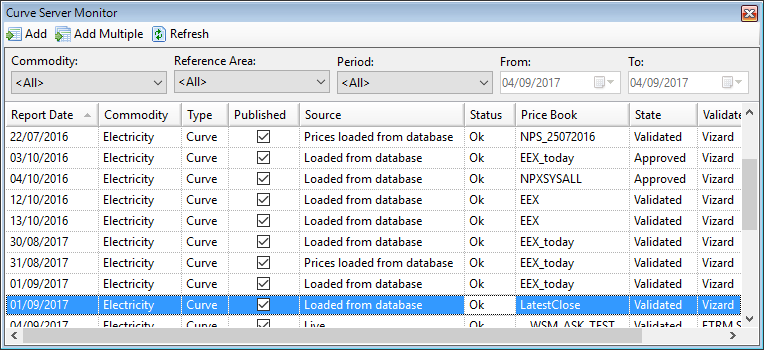 Curve Server Monitor
Add Add Multiple Refresh
Commodity: Reference Area: Period: From: To:
<All> <All> <All> 04/09/2017 04/09/2017
Report Date Commodity Type Published Source Status Price Book State Validate
22/07/2016 Electricity Curve Prices loaded from database Ok NPS_25072016 Validated Vizard
03/10/2016 Electricity Curve Loaded from database Ok EEX_today Approved Vizard
04/10/2016 Electricity Curve Loaded from database Ok NPXSYSALL Approved Vizard
12/10/2016 Electricity Curve Loaded from database Ok EEX Validated Vizard
13/10/2016 Electricity Curve Loaded from database Ok EEX Validated Vizard
30/08/2017 Electricity Curve Loaded from database Ok EEX_today Validated Vizard
31/08/2017 Electricity Curve Prices loaded from database Ok EEX_today Validated Vizard
01/09/2017 Electricity Curve Loaded from database Ok EEX_today Validated Vizard
01/09/2017 Electricity Curve Loaded from database Ok LatestClose Validated Vizard
04/09/2017 Electricity Curve Live Ok WSM_ASK_TEST Validated ETRM S